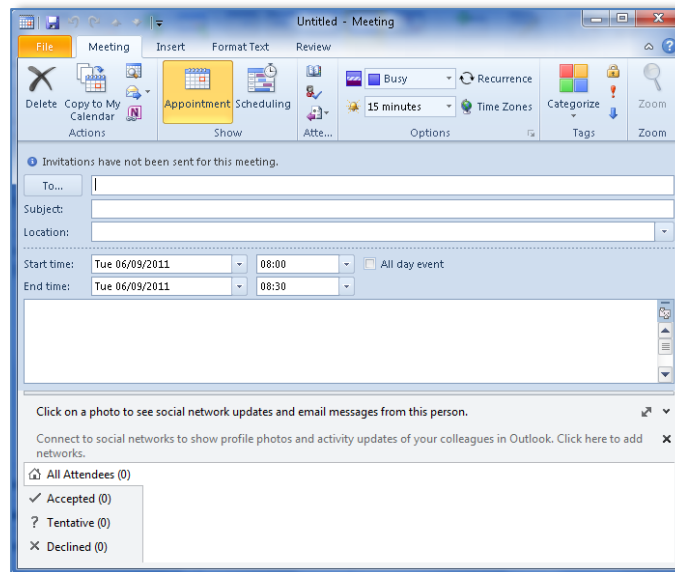 Untitled - Meeting
File Meeting Insert Format Text Review
Delete Copy to My Calendar
Appointment Scheduling
Busy Recurrence
15 minutes Time Zones
Categorize
Zoom
Actions Show Atte... Options Tags Zoom
Invitations have not been sent for this meeting.
To...
Subject:
Location:
Start time: Tue 06/09/2011 08:00 All day event
End time: Tue 06/09/2011 08:30
Click on a photo to see social network updates and email messages from this person.
Connect to social networks to show profile photos and activity updates of your colleagues in Outlook. Click here to add
networks.
All Attendees (0)
Accepted (0)
Tentative (0)
Declined (0)